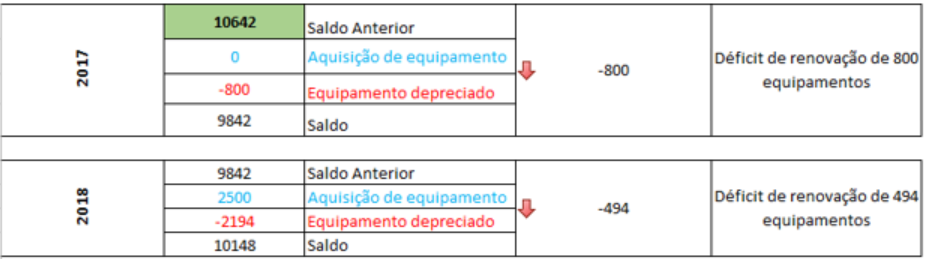 2017
10642 Saldo Anterior
0 Aquisição de equipamento
-800 Equipamento depreciado
9842 Saldo
-800
Déficit de renovação de 800
equipamentos
2018
9842 Saldo Anterior
2500 Aquisição de equipamento
-2194 Equipamento depreciado
10148 Saldo
-494
Déficit de renovação de 494
equipamentos